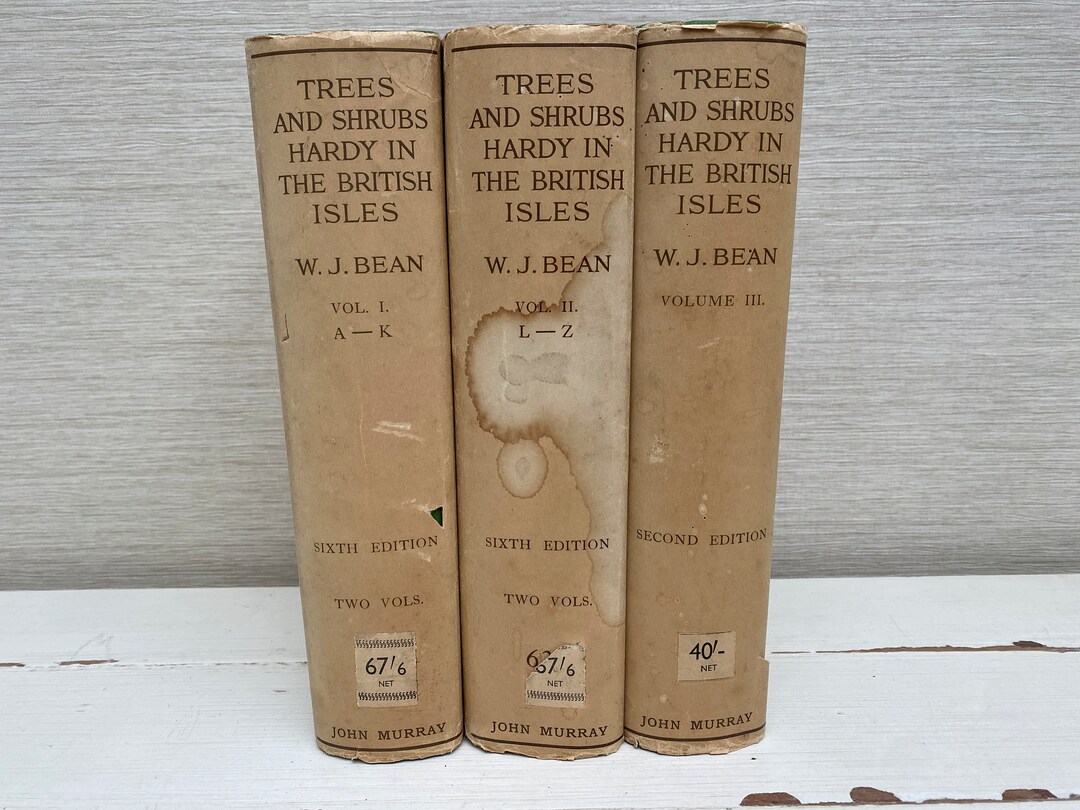 TREES
AND SHRUBS
HARDY IN
THE BRITISH
ISLES
W. J. BEAN
VOL. I.
A — K
SIXTH EDITION
TWO VOLS.
67/6
NET
JOHN MURRAY
TREES
AND SHRUBS
HARDY IN
THE BRITISH
ISLES
W. J. BEAN
VOL. II.
L — Z
SIXTH EDITION
TWO VOLS.
67/6
NET
JOHN MURRAY
TREES
AND SHRUBS
HARDY IN
THE BRITISH
ISLES
W. J. BEAN
VOLUME III.
SECOND EDITION
40/-
NET
JOHN MURRAY